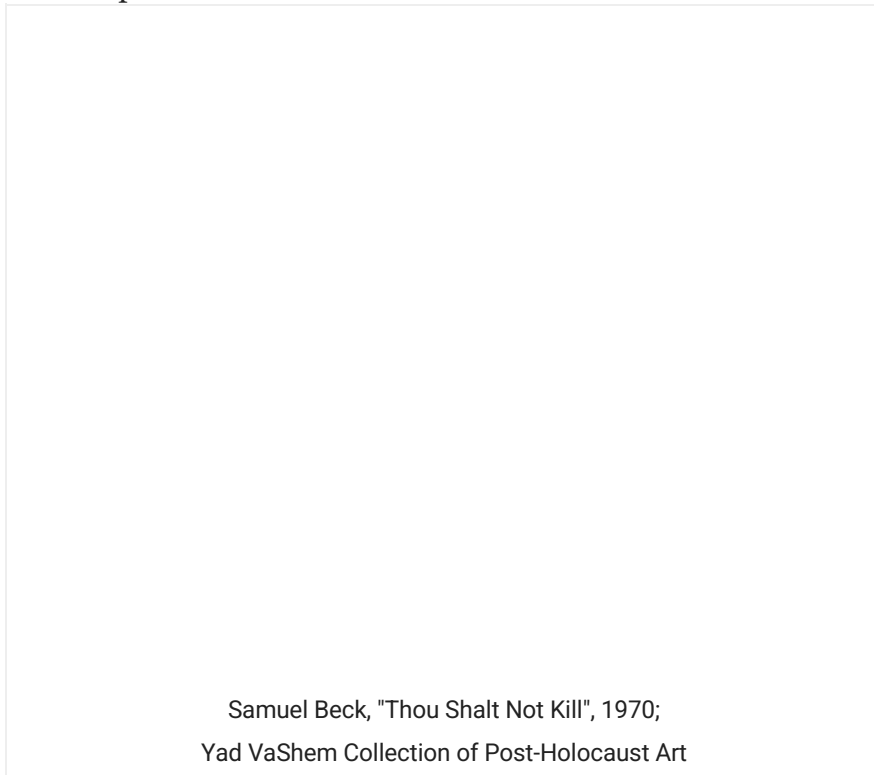 Samuel Beck, "Thou Shalt Not Kill", 1970;
Yad VaShem Collection of Post-Holocaust Art